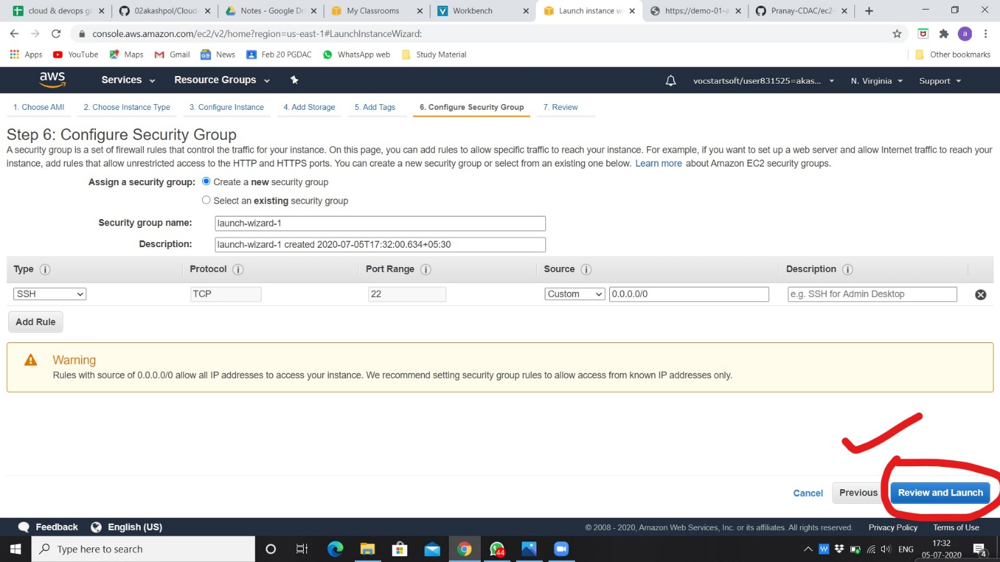 cloud & devops gi
02akashpol/Cloud-
Notes - Google Dr
My Classrooms
Workbench
Launch instance w
https://demo-01-a
Pranay-CDAC/ec2-
console.aws.amazon.com/ec2/v2/home?region=us-east-1#LaunchInstanceWizard:
a
Apps YouTube Maps Gmail News Feb 20 PGDAC WhatsApp web Study Material Other bookmarks
aws Services Resource Groups vocstartsoft/user831525=akas... N. Virginia Support
1. Choose AMI 2. Choose Instance Type 3. Configure Instance 4. Add Storage 5. Add Tags 6. Configure Security Group 7. Review
Step 6: Configure Security Group
A security group is a set of firewall rules that control the traffic for your instance. On this page, you can add rules to allow specific traffic to reach your instance. For example, if you want to set up a web server and allow Internet traffic to reach your
instance, add rules that allow unrestricted access to the HTTP and HTTPS ports. You can create a new security group or select from an existing one below. Learn more about Amazon EC2 security groups.
Assign a security group: Create a new security group
Select an existing security group
Security group name: launch-wizard-1
Description: launch-wizard-1 created 2020-07-05T17:32:00.634+05:30
Type Protocol Port Range Source Description
SSH TCP 22 Custom 0.0.0.0/0 e.g. SSH for Admin Desktop
Add Rule
Warning
Rules with source of 0.0.0.0/0 allow all IP addresses to access your instance. We recommend setting security group rules to allow access from known IP addresses only.
Cancel Previous Review and Launch
Feedback English (US) © 2008 - 2020, Amazon Web Services, Inc. or its affiliates. All rights reserved. Privacy Policy Terms of Use
Type here to search 44 ENG 17:32
05-07-2020 4